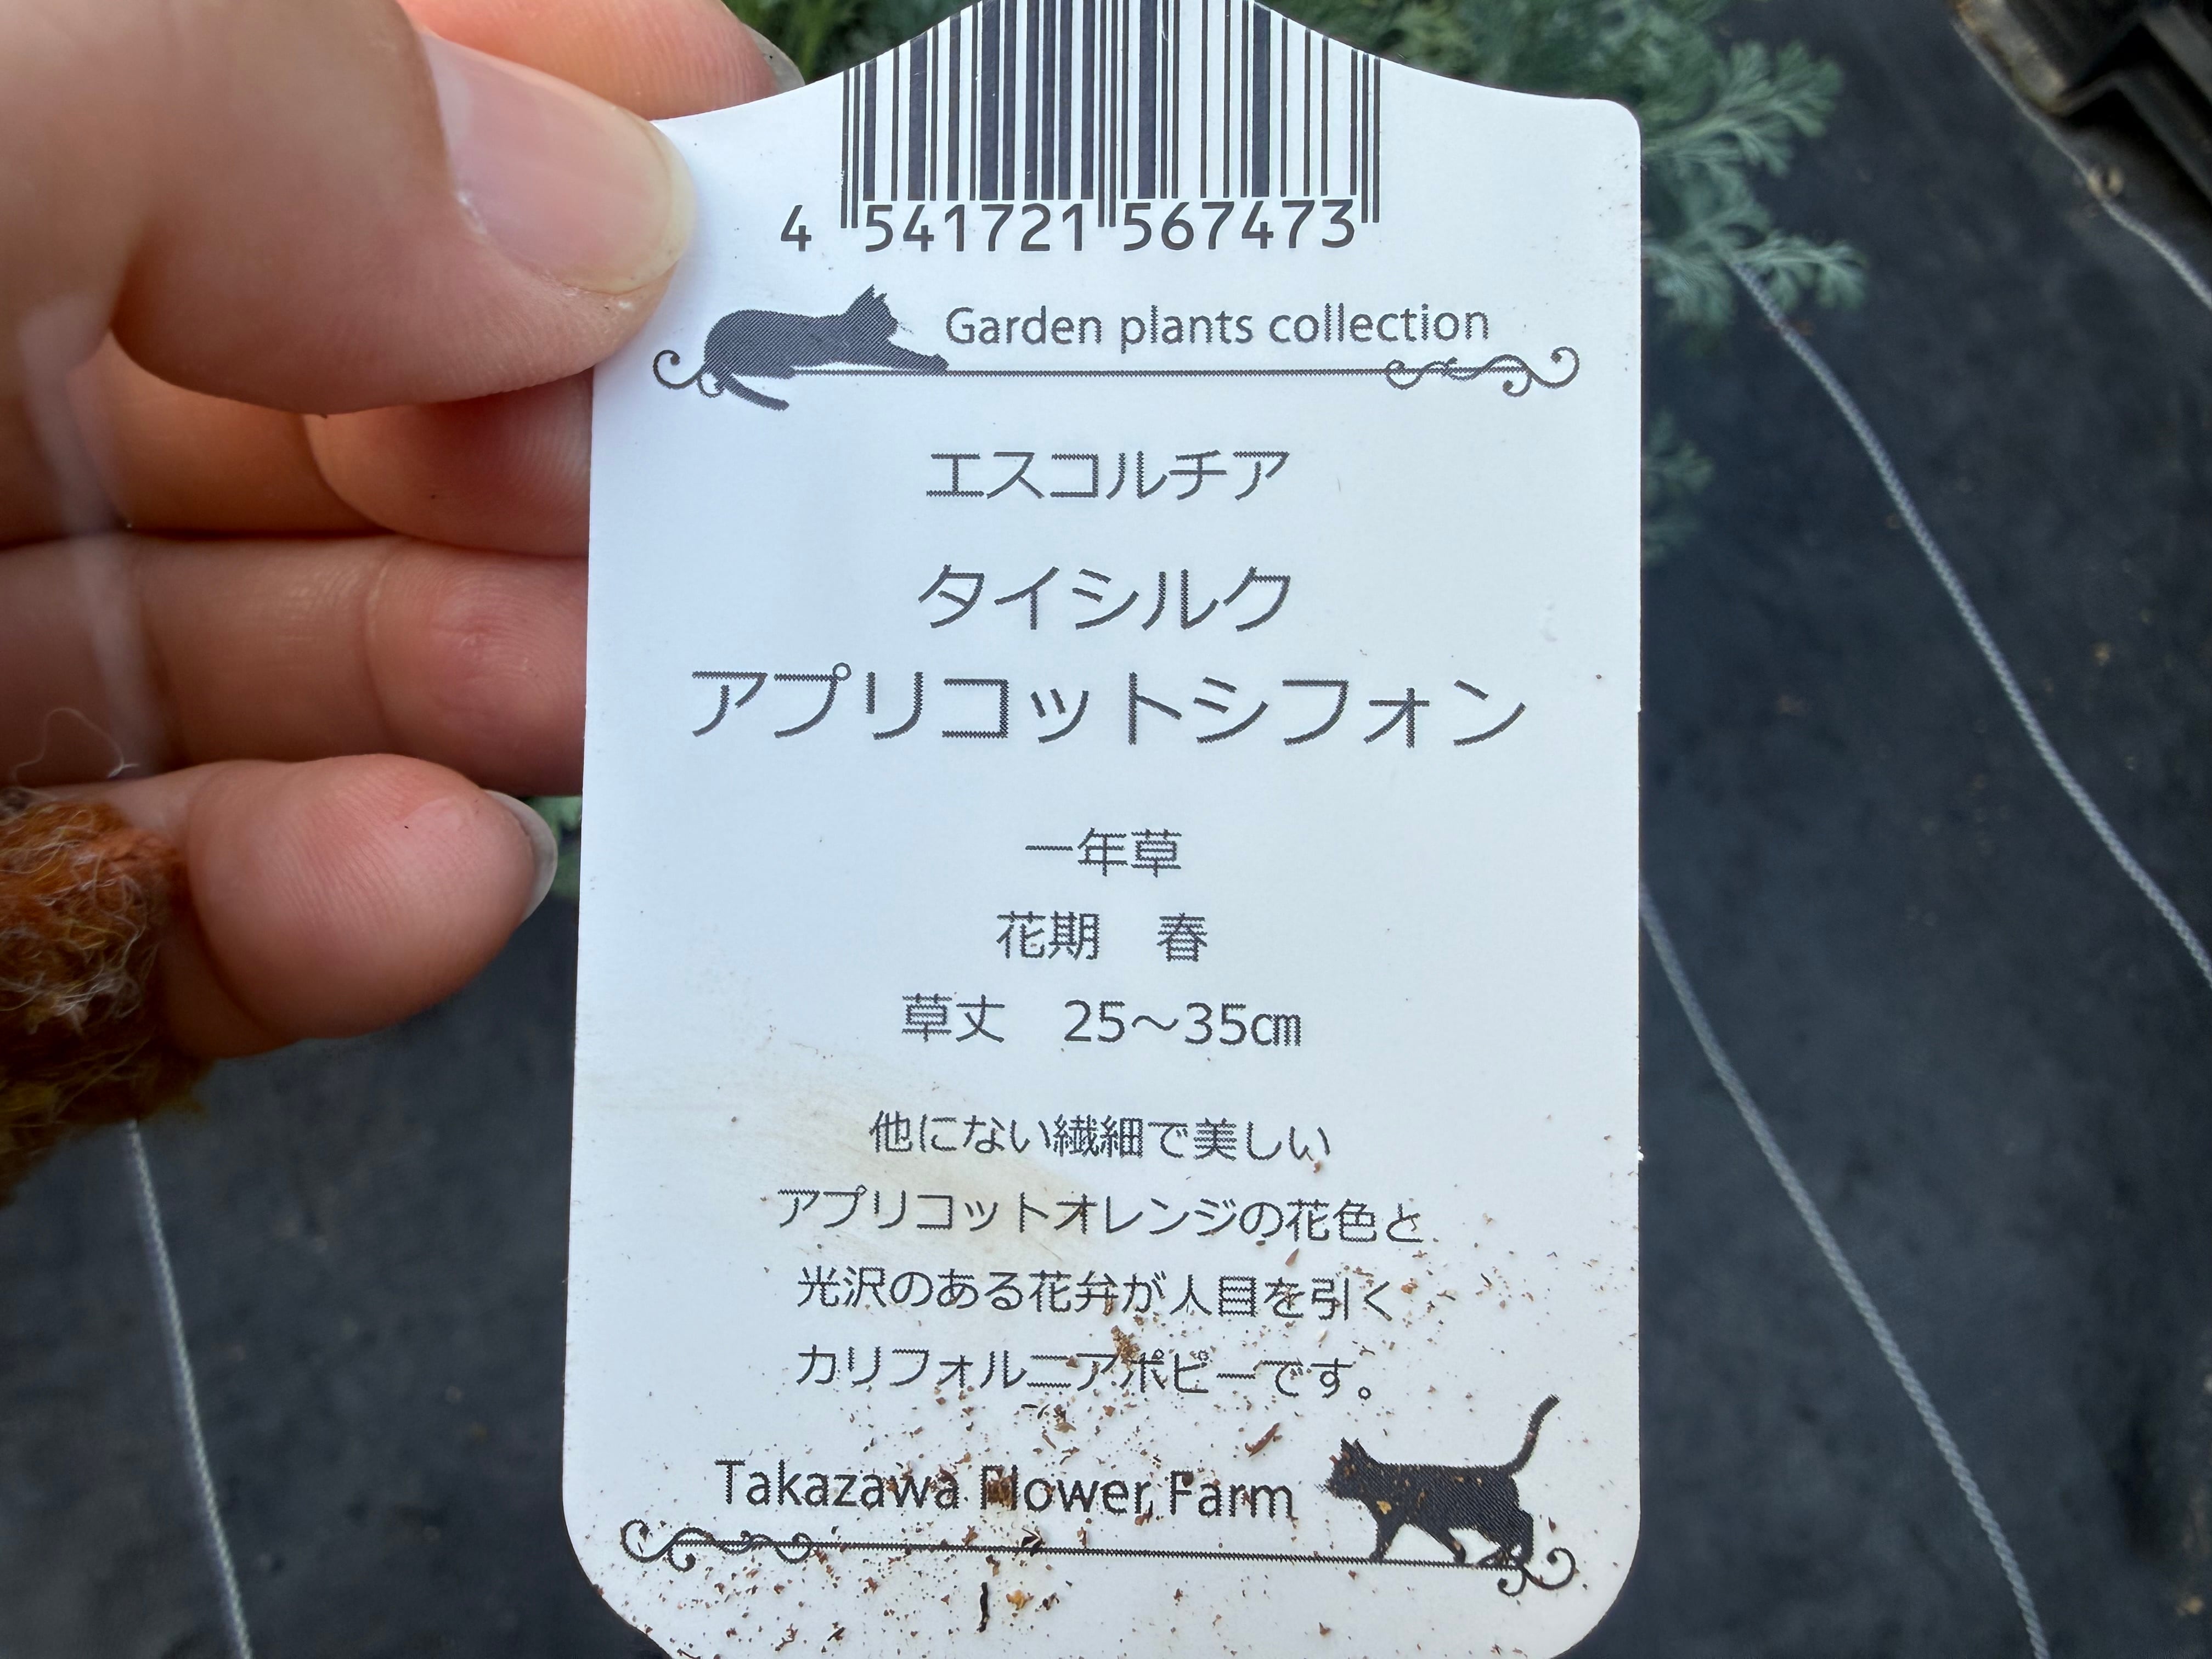 4 541721 567473
Garden plants collection
エスコルチア
タイシルク
アプリコットシフォン
一年草
花期　春
草丈　25～35㎝
他にない繊細で美しい
アプリコットオレンジの花色と
光沢のある花弁が人目を引く
カリフォルニアポピーです。
Takazawa Flower Farm